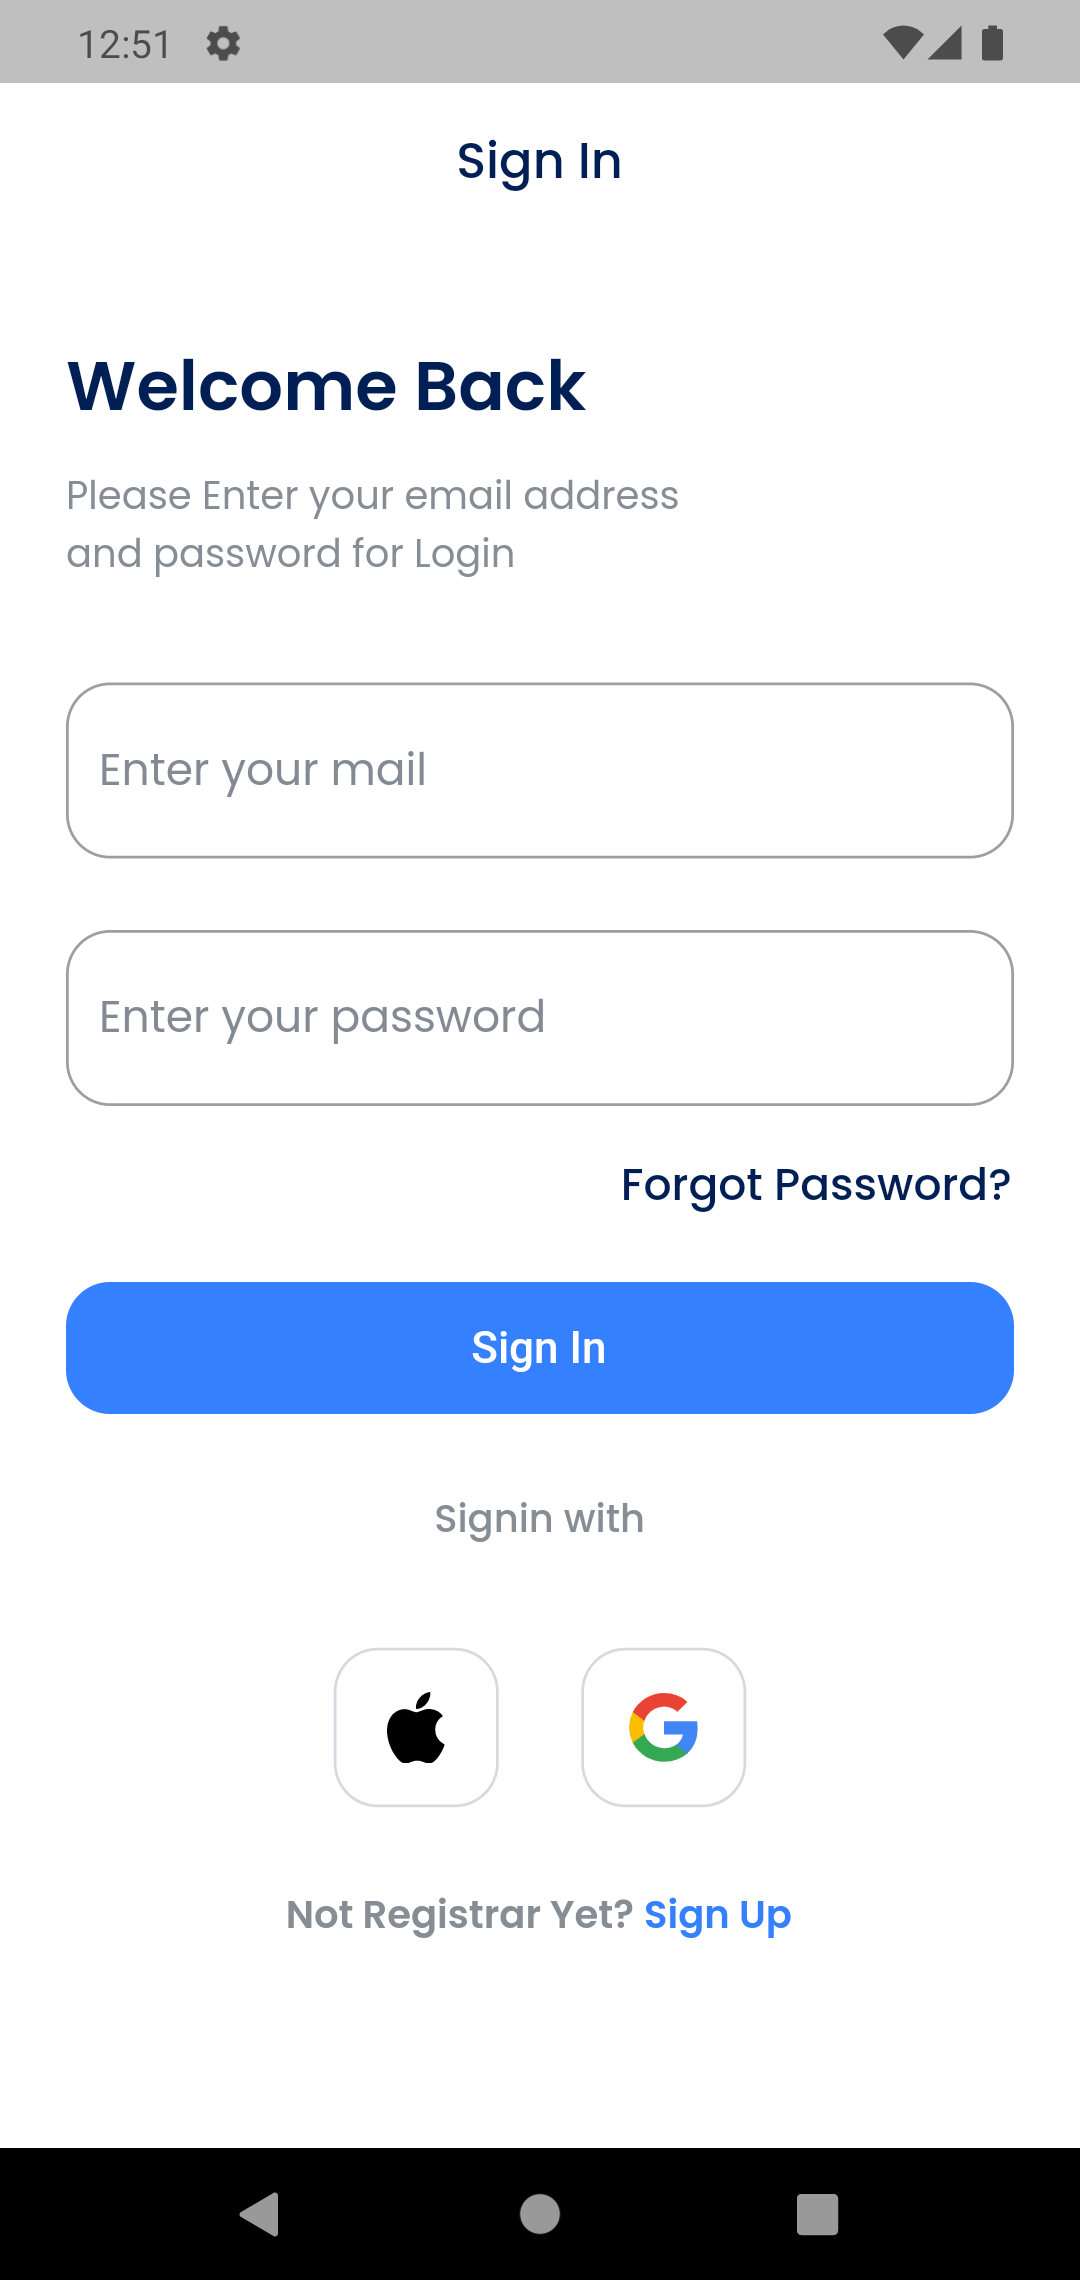 12:51
Sign In
Welcome Back
Please Enter your email address
and password for Login
Enter your mail
Enter your password
Forgot Password?
Sign In
Signin with
Not Registrar Yet? Sign Up